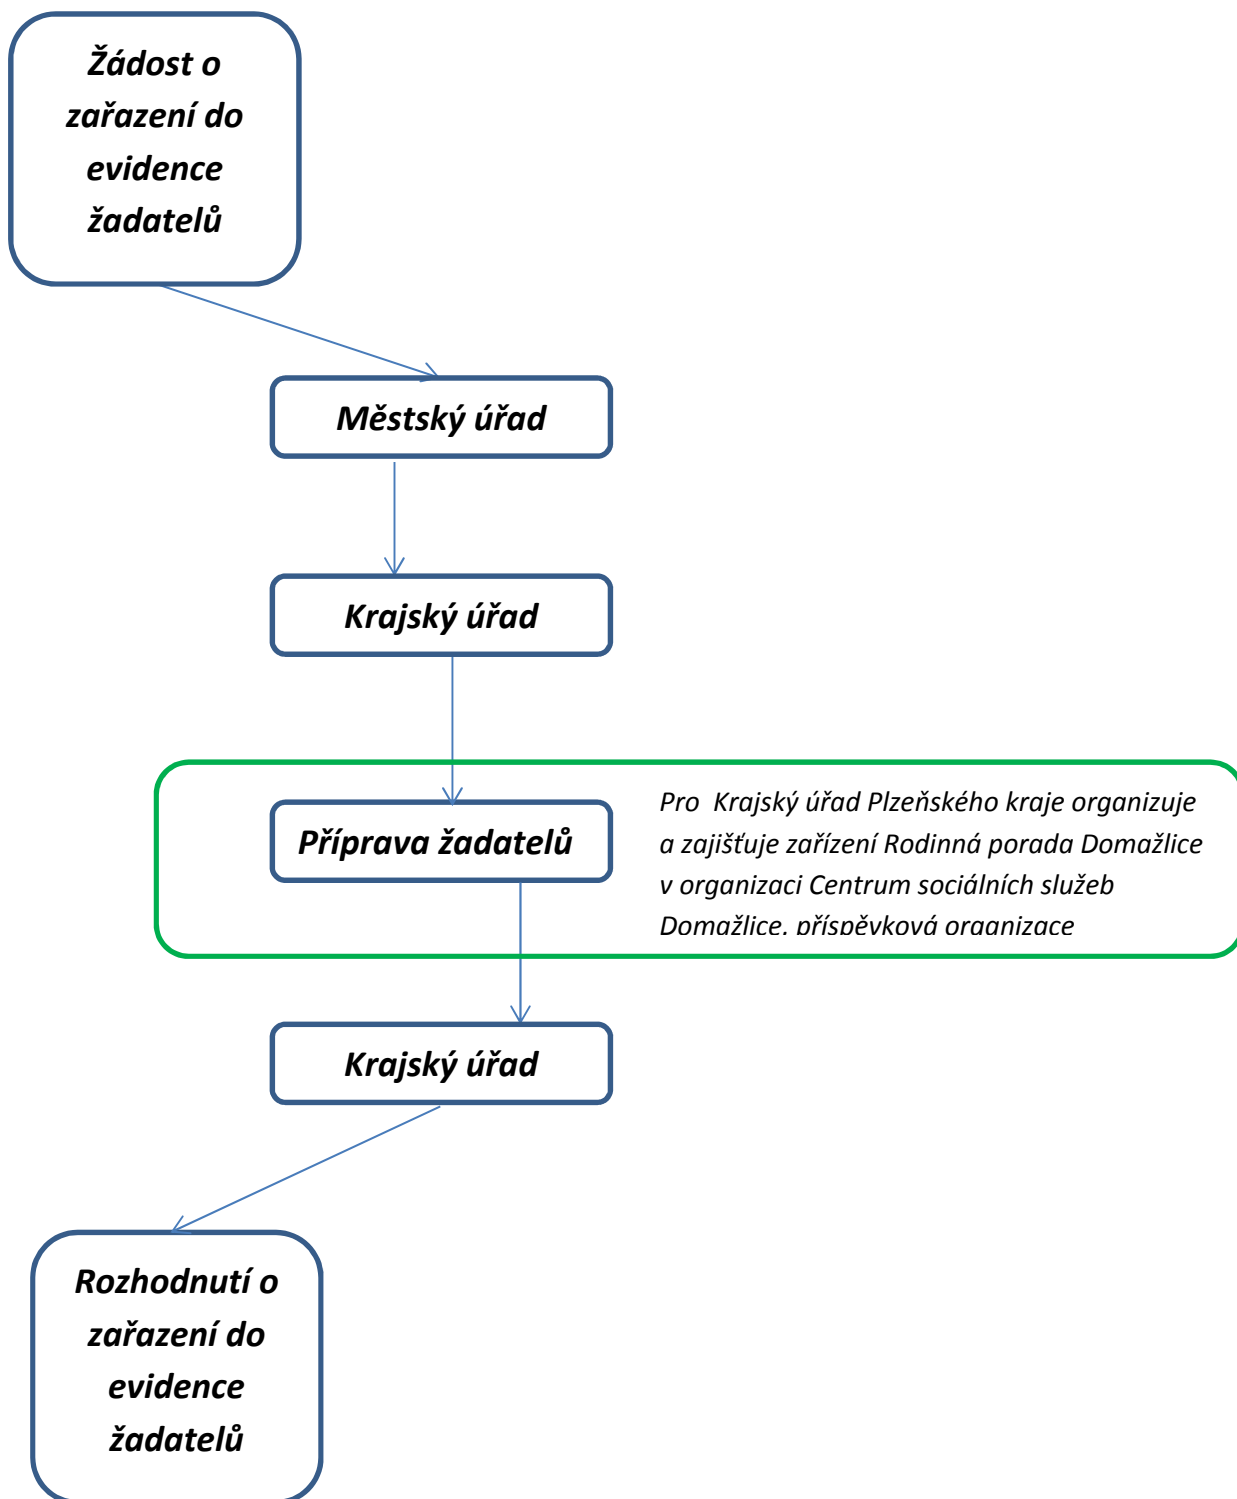 Žádost o
zařazení do
evidence
žadatelů
Městský úřad
Krajský úřad
Příprava žadatelů
Pro Krajský úřad Plzeňského kraje organizuje
a zajišťuje zařízení Rodinná porada Domažlice
v organizaci Centrum sociálních služeb
Domažlice, příspěvková organizace
Krajský úřad
Rozhodnutí o
zařazení do
evidence
žadatelů